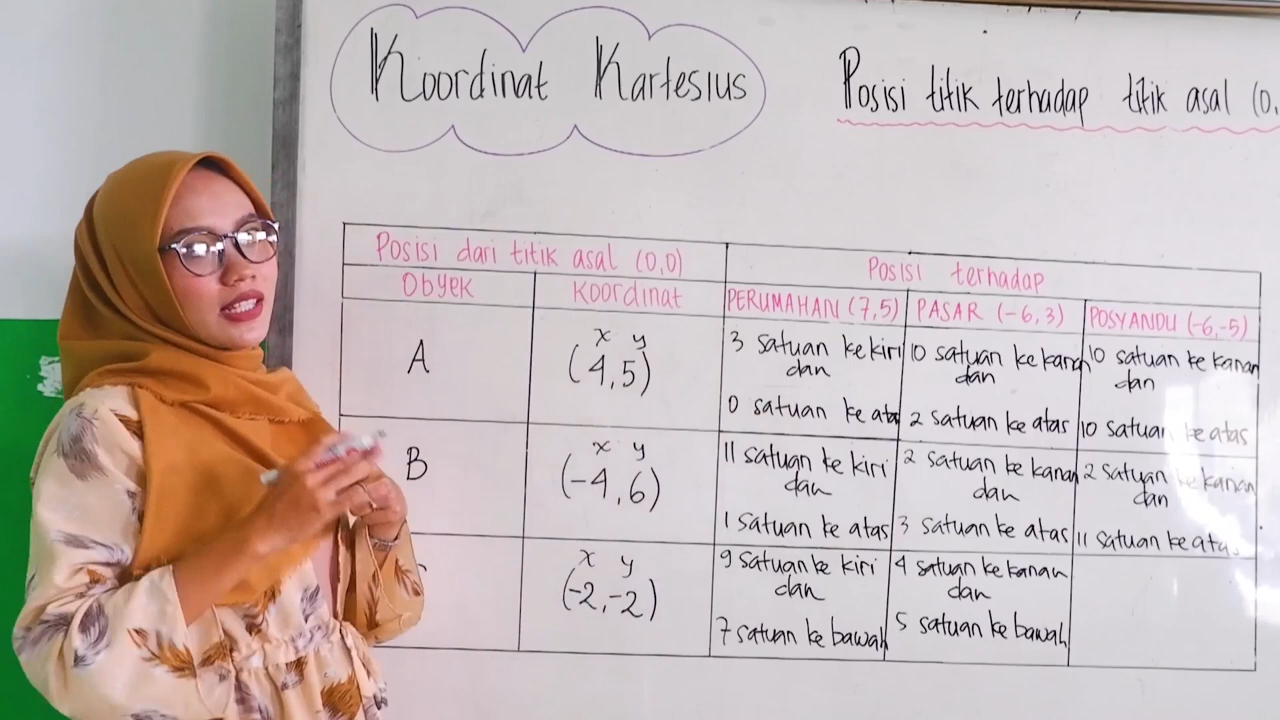 Koordinat Kartesius
Posisi titik terhadap titik asal (0,
Posisi dari titik asal (0,0)
Posisi terhadap
Obyek
Koordinat
PERUMAHAN (7,5)
PASAR (-6,3)
POSYANDU (-6,-5)
A
x y
(4,5)
3 satuan ke kiri
dan
0 satuan ke atas
10 satuan ke kanan
dan
2 satuan ke atas
10 satuan ke kanan
dan
10 satuan ke atas
B
x y
(-4,6)
11 satuan ke kiri
dan
1 satuan ke atas
2 satuan ke kanan
dan
3 satuan ke atas
2 satuan ke kanan
dan
11 satuan ke atas
x y
(-2,-2)
9 satuan ke kiri
dan
7 satuan ke bawah
4 satuan ke kanan
dan
5 satuan ke bawah